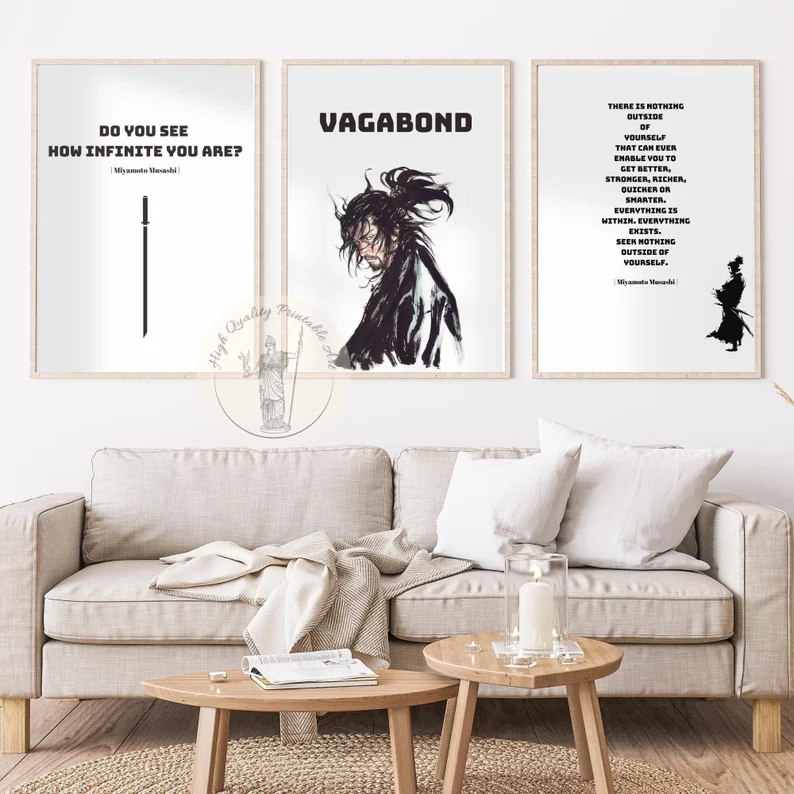 DO YOU SEE
HOW INFINITE YOU ARE?
| Miyamoto Musashi |
VAGABOND
THERE IS NOTHING
OUTSIDE
OF
YOURSELF
THAT CAN EVER
ENABLE YOU TO
GET BETTER,
STRONGER, RICHER,
QUICKER OR
SMARTER.
EVERYTHING IS
WITHIN. EVERYTHING
EXISTS.
SEEK NOTHING
OUTSIDE OF
YOURSELF.
| Miyamoto Musashi |
High Quality Printable Art